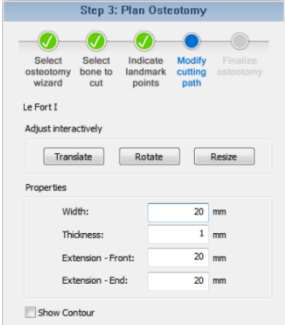 Step 3: Plan Osteotomy
Select osteotomy wizard
Select bone to cut
Indicate landmark points
Modify cutting path
Finalize osteotomy
Le Fort I
Adjust interactively
Translate Rotate Resize
Properties
Width: 20 mm
Thickness: 1 mm
Extension - Front: 20 mm
Extension - End: 20 mm
Show Contour